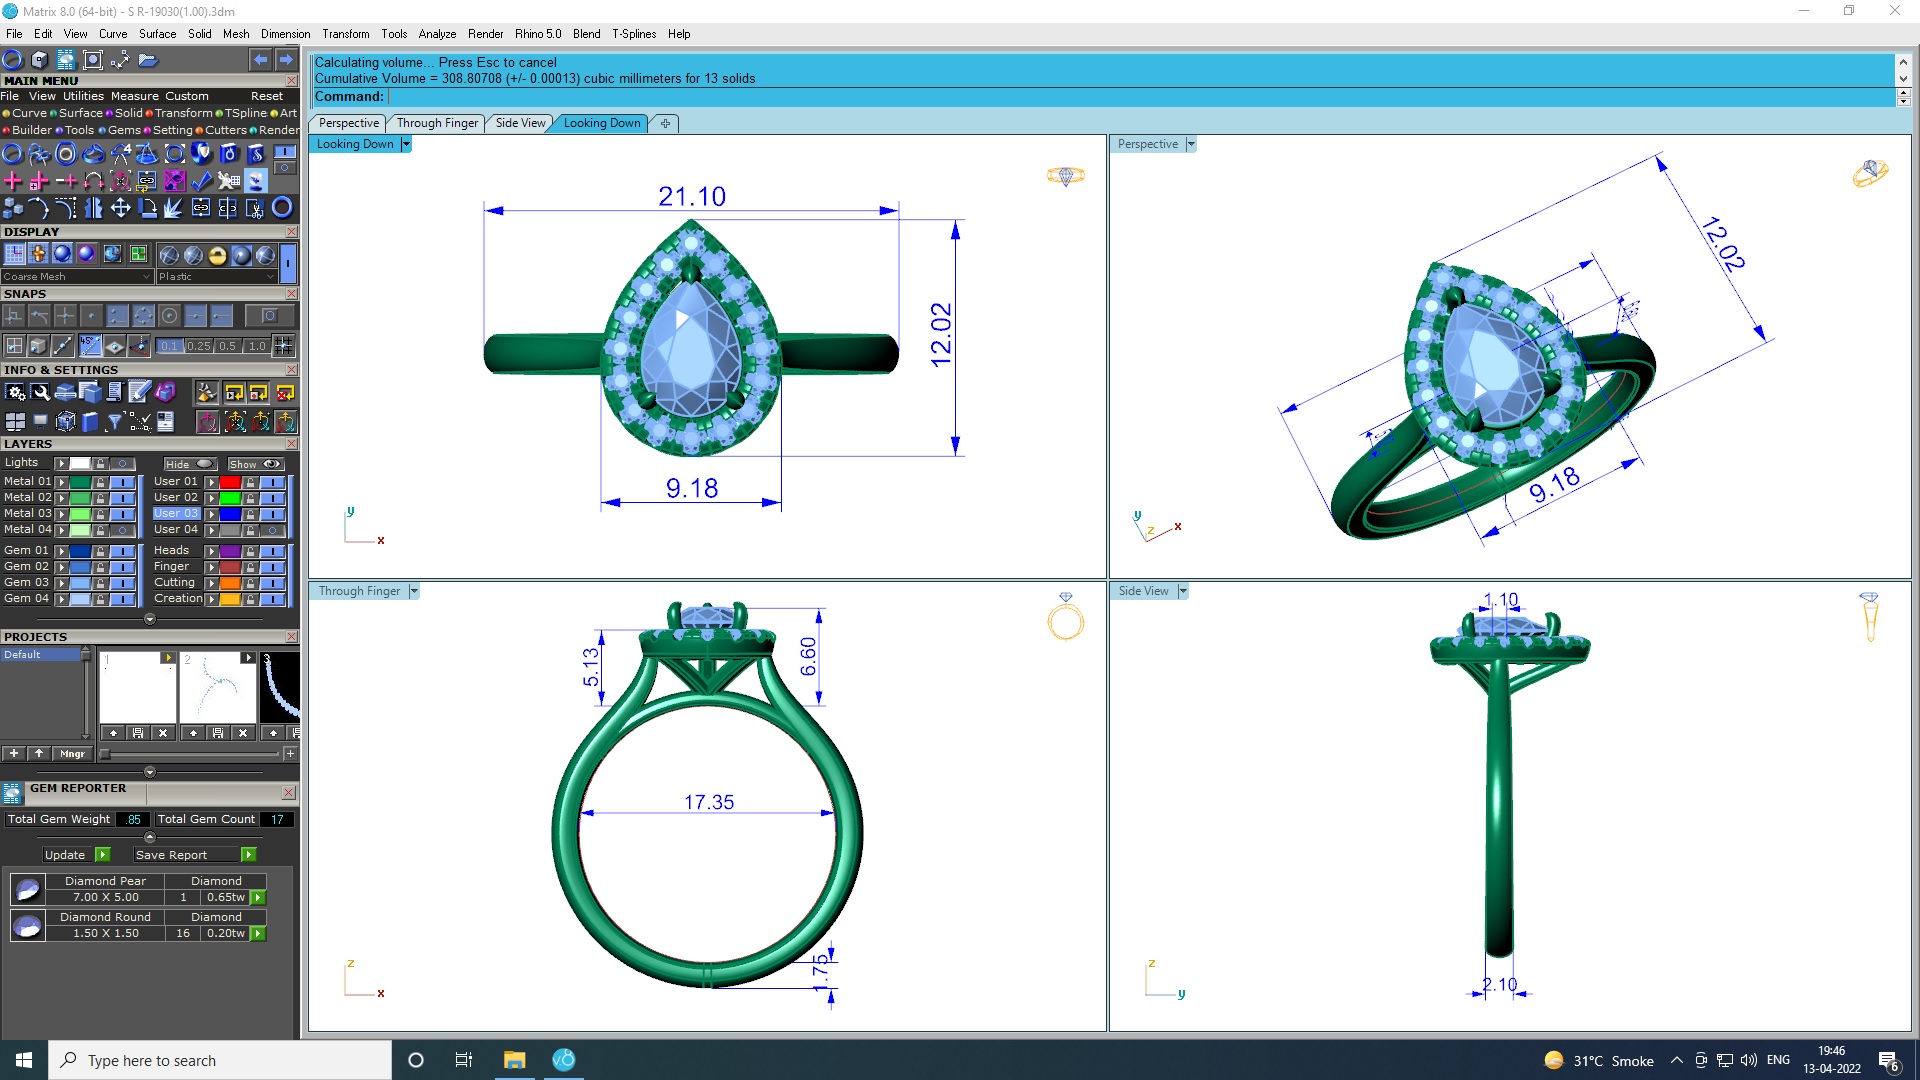 Matrix 8.0 (64-bit) - S R-19030(1.00).3dm
File Edit View Curve Surface Solid Mesh Dimension Transform Tools Analyze Render Rhino 5.0 Blend T-Splines Help
Calculating volume... Press Esc to cancel
Cumulative Volume = 308.80708 (+/- 0.00013) cubic millimeters for 13 solids
Command:
MAIN MENU
File View Utilities Measure Custom Reset
Curve Surface Solid Transform TSpline Art
Builder Tools Gems Setting Cutters Render
Perspective Through Finger Side View Looking Down
DISPLAY
Coarse Mesh Plastic
SNAPS
45°
0.1 0.25 0.5 1.0
INFO & SETTINGS
LAYERS
Lights Hide Show
Metal 01 User 01
Metal 02 User 02
Metal 03 User 03
Metal 04 User 04
Gem 01 Heads
Gem 02 Finger
Gem 03 Cutting
Gem 04 Creation
PROJECTS
Default
1 2 3
Mngr
GEM REPORTER
Total Gem Weight .85 Total Gem Count 17
Update Save Report
Diamond Pear Diamond
7.00 X 5.00 1 0.65tw
Diamond Round Diamond
1.50 X 1.50 16 0.20tw
Looking Down
21.10
12.02
9.18
y
x
Perspective
12.02
9.18
y
z x
Through Finger
5.13
6.60
17.35
1.75
z
x
Side View
1.10
2.10
z
y
Type here to search
31°C Smoke
ENG
19:46
13-04-2022
6